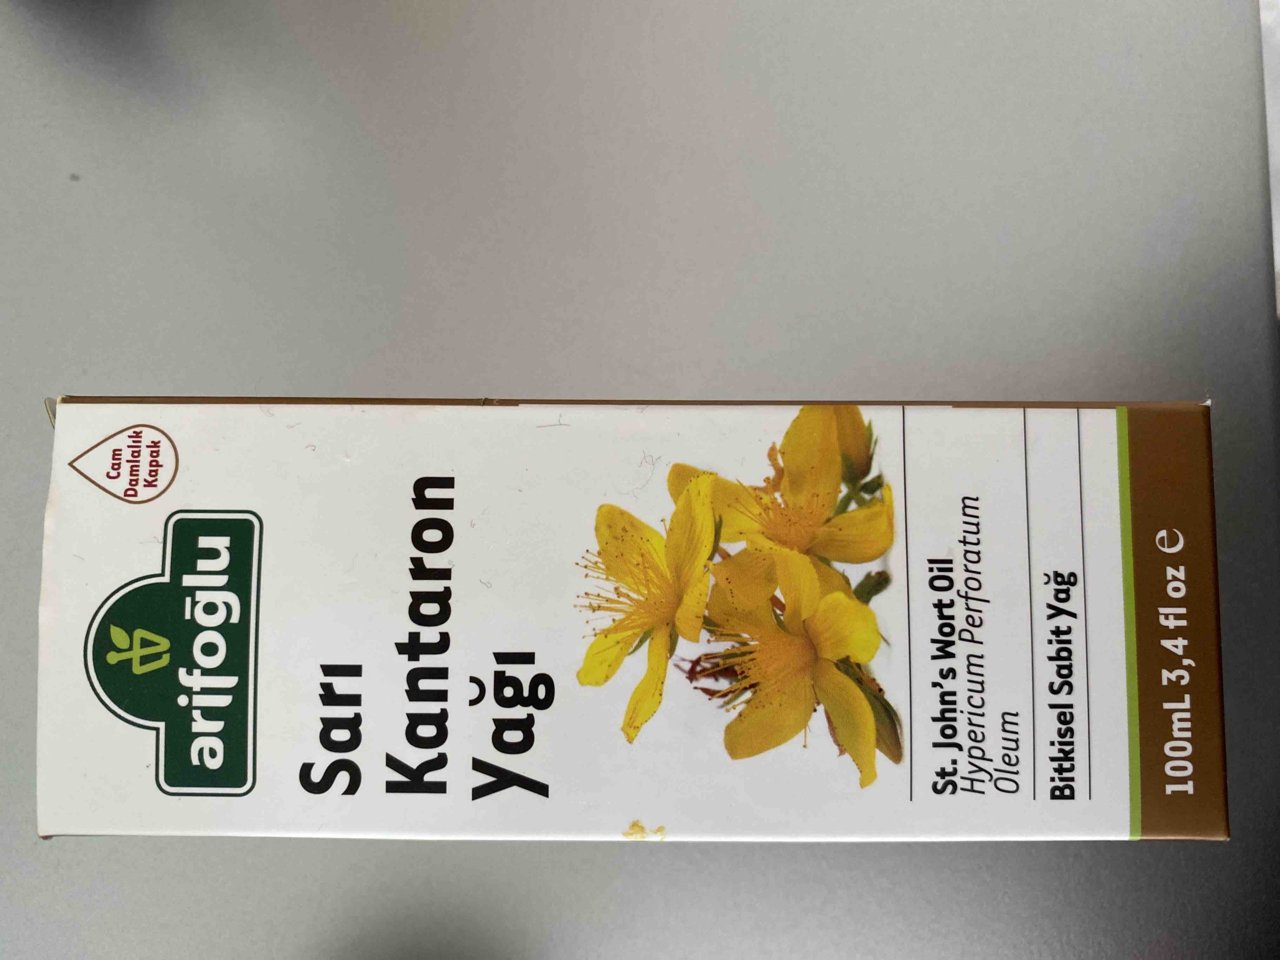 Cam
Damlalık
Kapak
arifoğlu
Sarı
Kantaron
Yağı
St. John's Wort Oil
Hypericum Perforatum
Oleum
Bitkisel Sabit Yağ
100mL 3,4 fl oz ℮